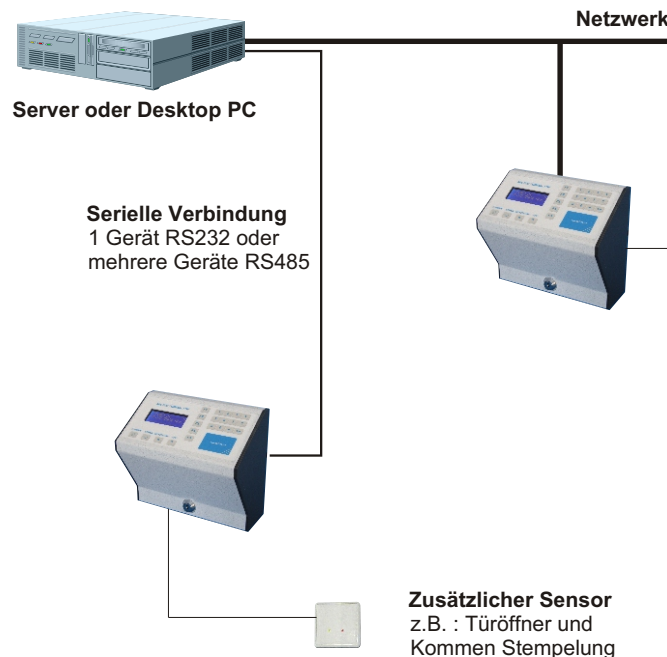 Netzwerk
Server oder Desktop PC
Serielle Verbindung
1 Gerät RS232 oder
mehrere Geräte RS485
Zusätzlicher Sensor
z.B. : Türöffner und
Kommen Stempelung